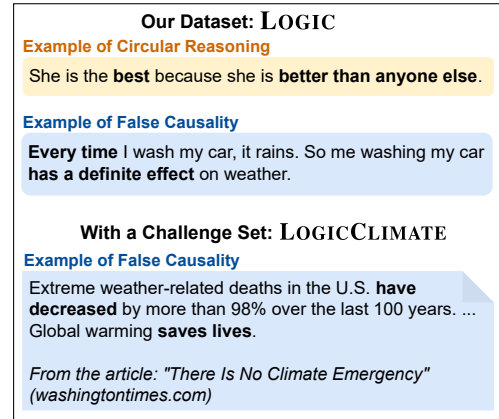 Our Dataset: LOGIC
Example of Circular Reasoning
She is the best because she is better than anyone else.
Example of False Causality
Every time I wash my car, it rains. So me washing my car
has a definite effect on weather.
With a Challenge Set: LOGICCLIMATE
Example of False Causality
Extreme weather-related deaths in the U.S. have
decreased by more than 98% over the last 100 years. ...
Global warming saves lives.
From the article: "There Is No Climate Emergency"
(washingtontimes.com)